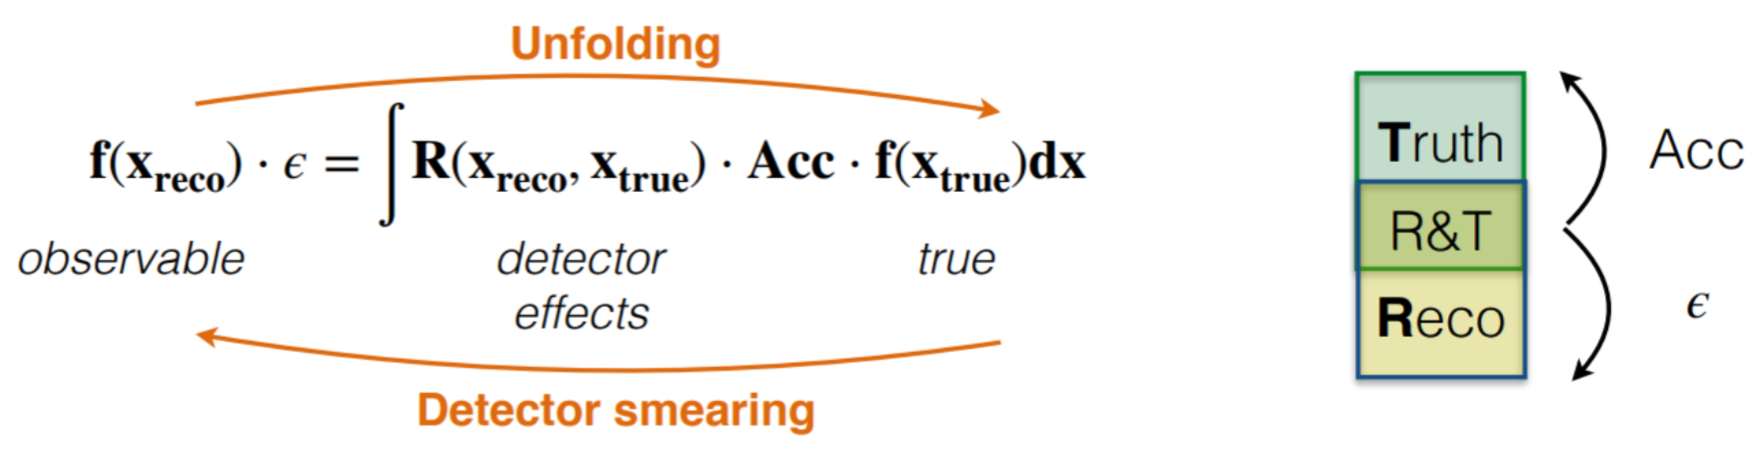 Unfolding
f(x_reco) · ϵ = ∫ R(x_reco, x_true) · Acc · f(x_true)dx
observable
detector
effects
true
Detector smearing
Truth
R&T
Reco
Acc
ϵ